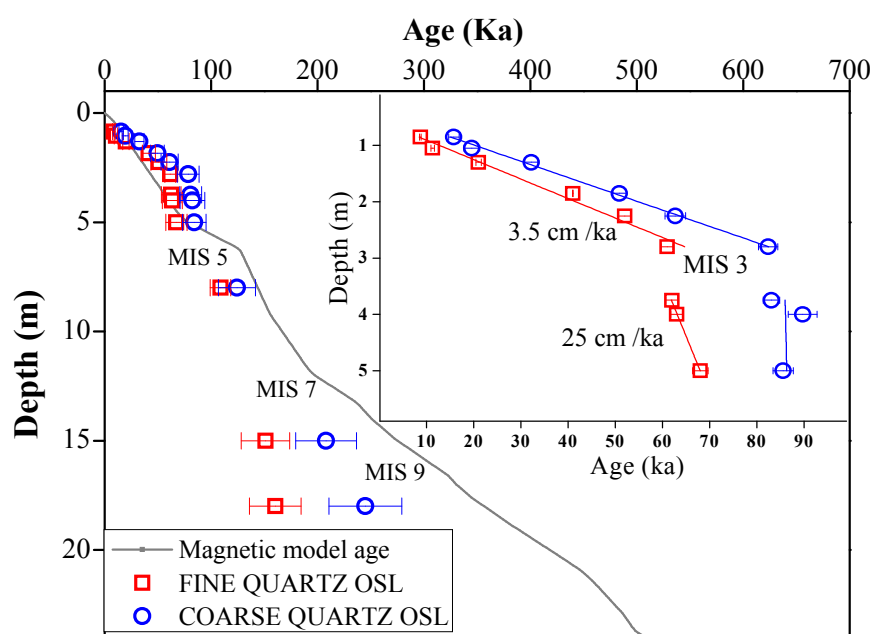 Age (Ka)
0 100 200 300 400 500 600 700
Depth (m)
0
5
10
15
20
MIS 5
MIS 7
MIS 9
Depth (m)
1
2
3
4
5
3.5 cm /ka
MIS 3
25 cm /ka
10 20 30 40 50 60 70 80 90
Age (ka)
Magnetic model age
FINE QUARTZ OSL
COARSE QUARTZ OSL